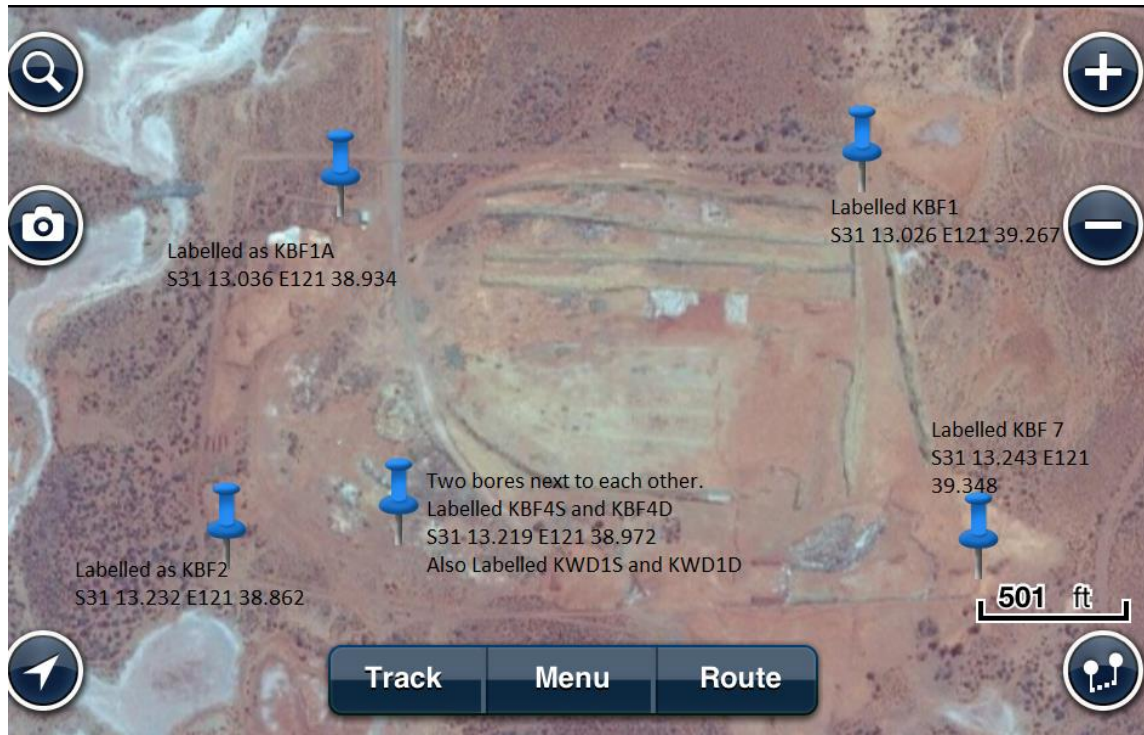 Labelled KBF1
S31 13.026 E121 39.267
Labelled as KBF1A
S31 13.036 E121 38.934
Labelled KBF 7
S31 13.243 E121
39.348
Two bores next to each other.
Labelled KBF4S and KBF4D
S31 13.219 E121 38.972
Also Labelled KWD1S and KWD1D
Labelled as KBF2
S31 13.232 E121 38.862
501 ft
Track Menu Route